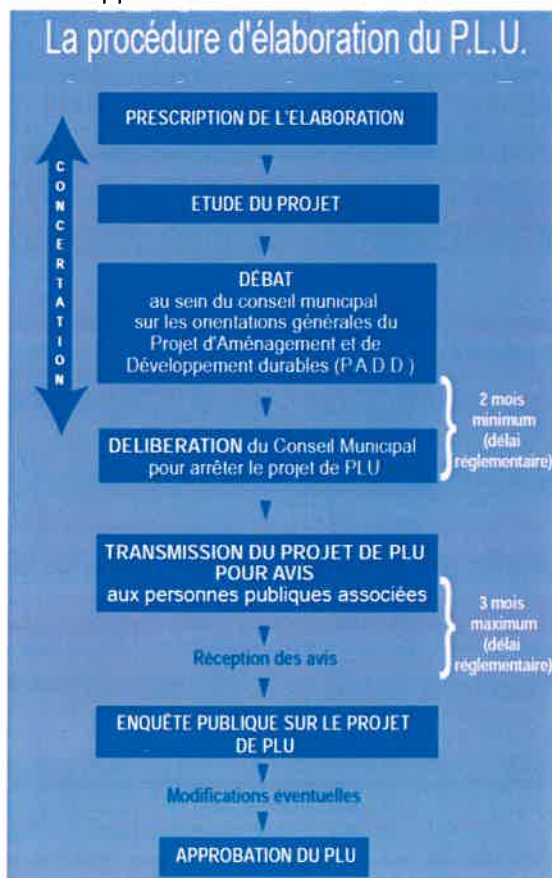 La procédure d'élaboration du P.L.U.
PRESCRIPTION DE L'ELABORATION
CONCERTATION
ETUDE DU PROJET
DÉBAT
au sein du conseil municipal
sur les orientations générales du
Projet d'Aménagement et de
Développement durables (P.A.D.D.)
2 mois
minimum
(délai
réglementaire)
DELIBERATION du Conseil Municipal
pour arrêter le projet de PLU
TRANSMISSION DU PROJET DE PLU
POUR AVIS
aux personnes publiques associées
3 mois
maximum
(délai
réglementaire)
Réception des avis
ENQUÊTE PUBLIQUE SUR LE PROJET
DE PLU
Modifications éventuelles
APPROBATION DU PLU